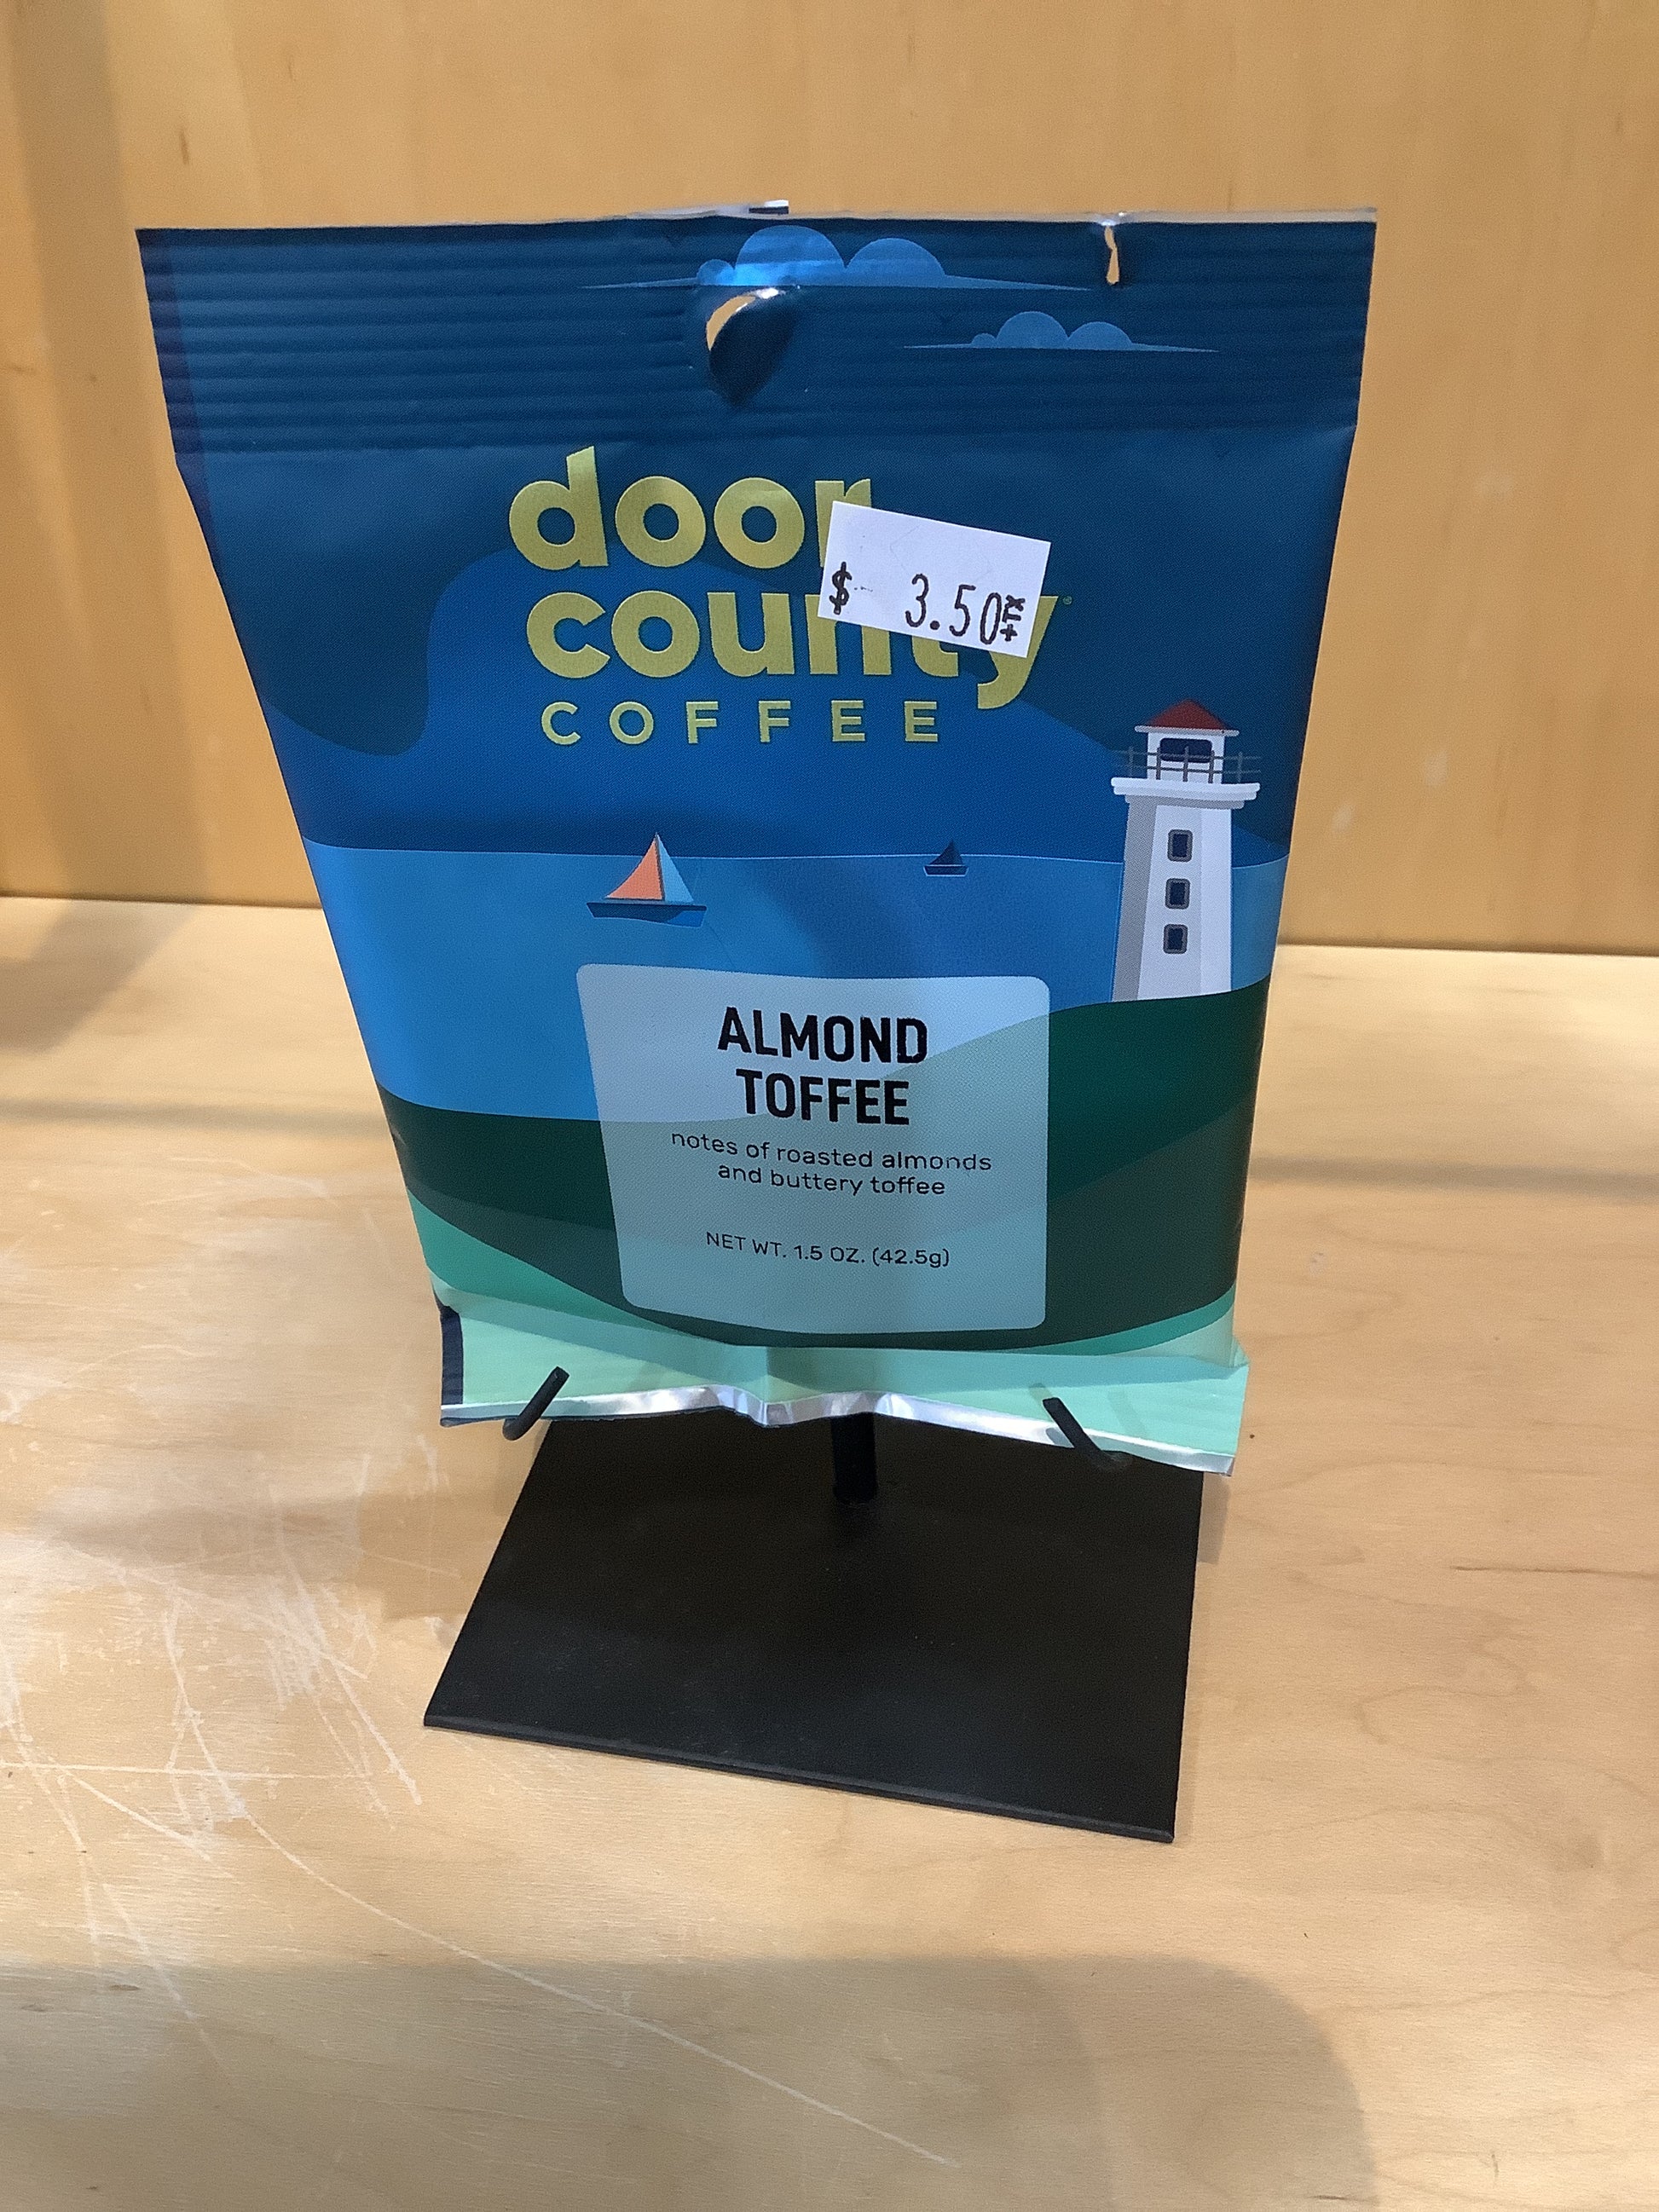 door
county
COFFEE
$ 3.50
ALMOND
TOFFEE
notes of roasted almonds
and buttery toffee
NET WT. 1.5 OZ. (42.5g)